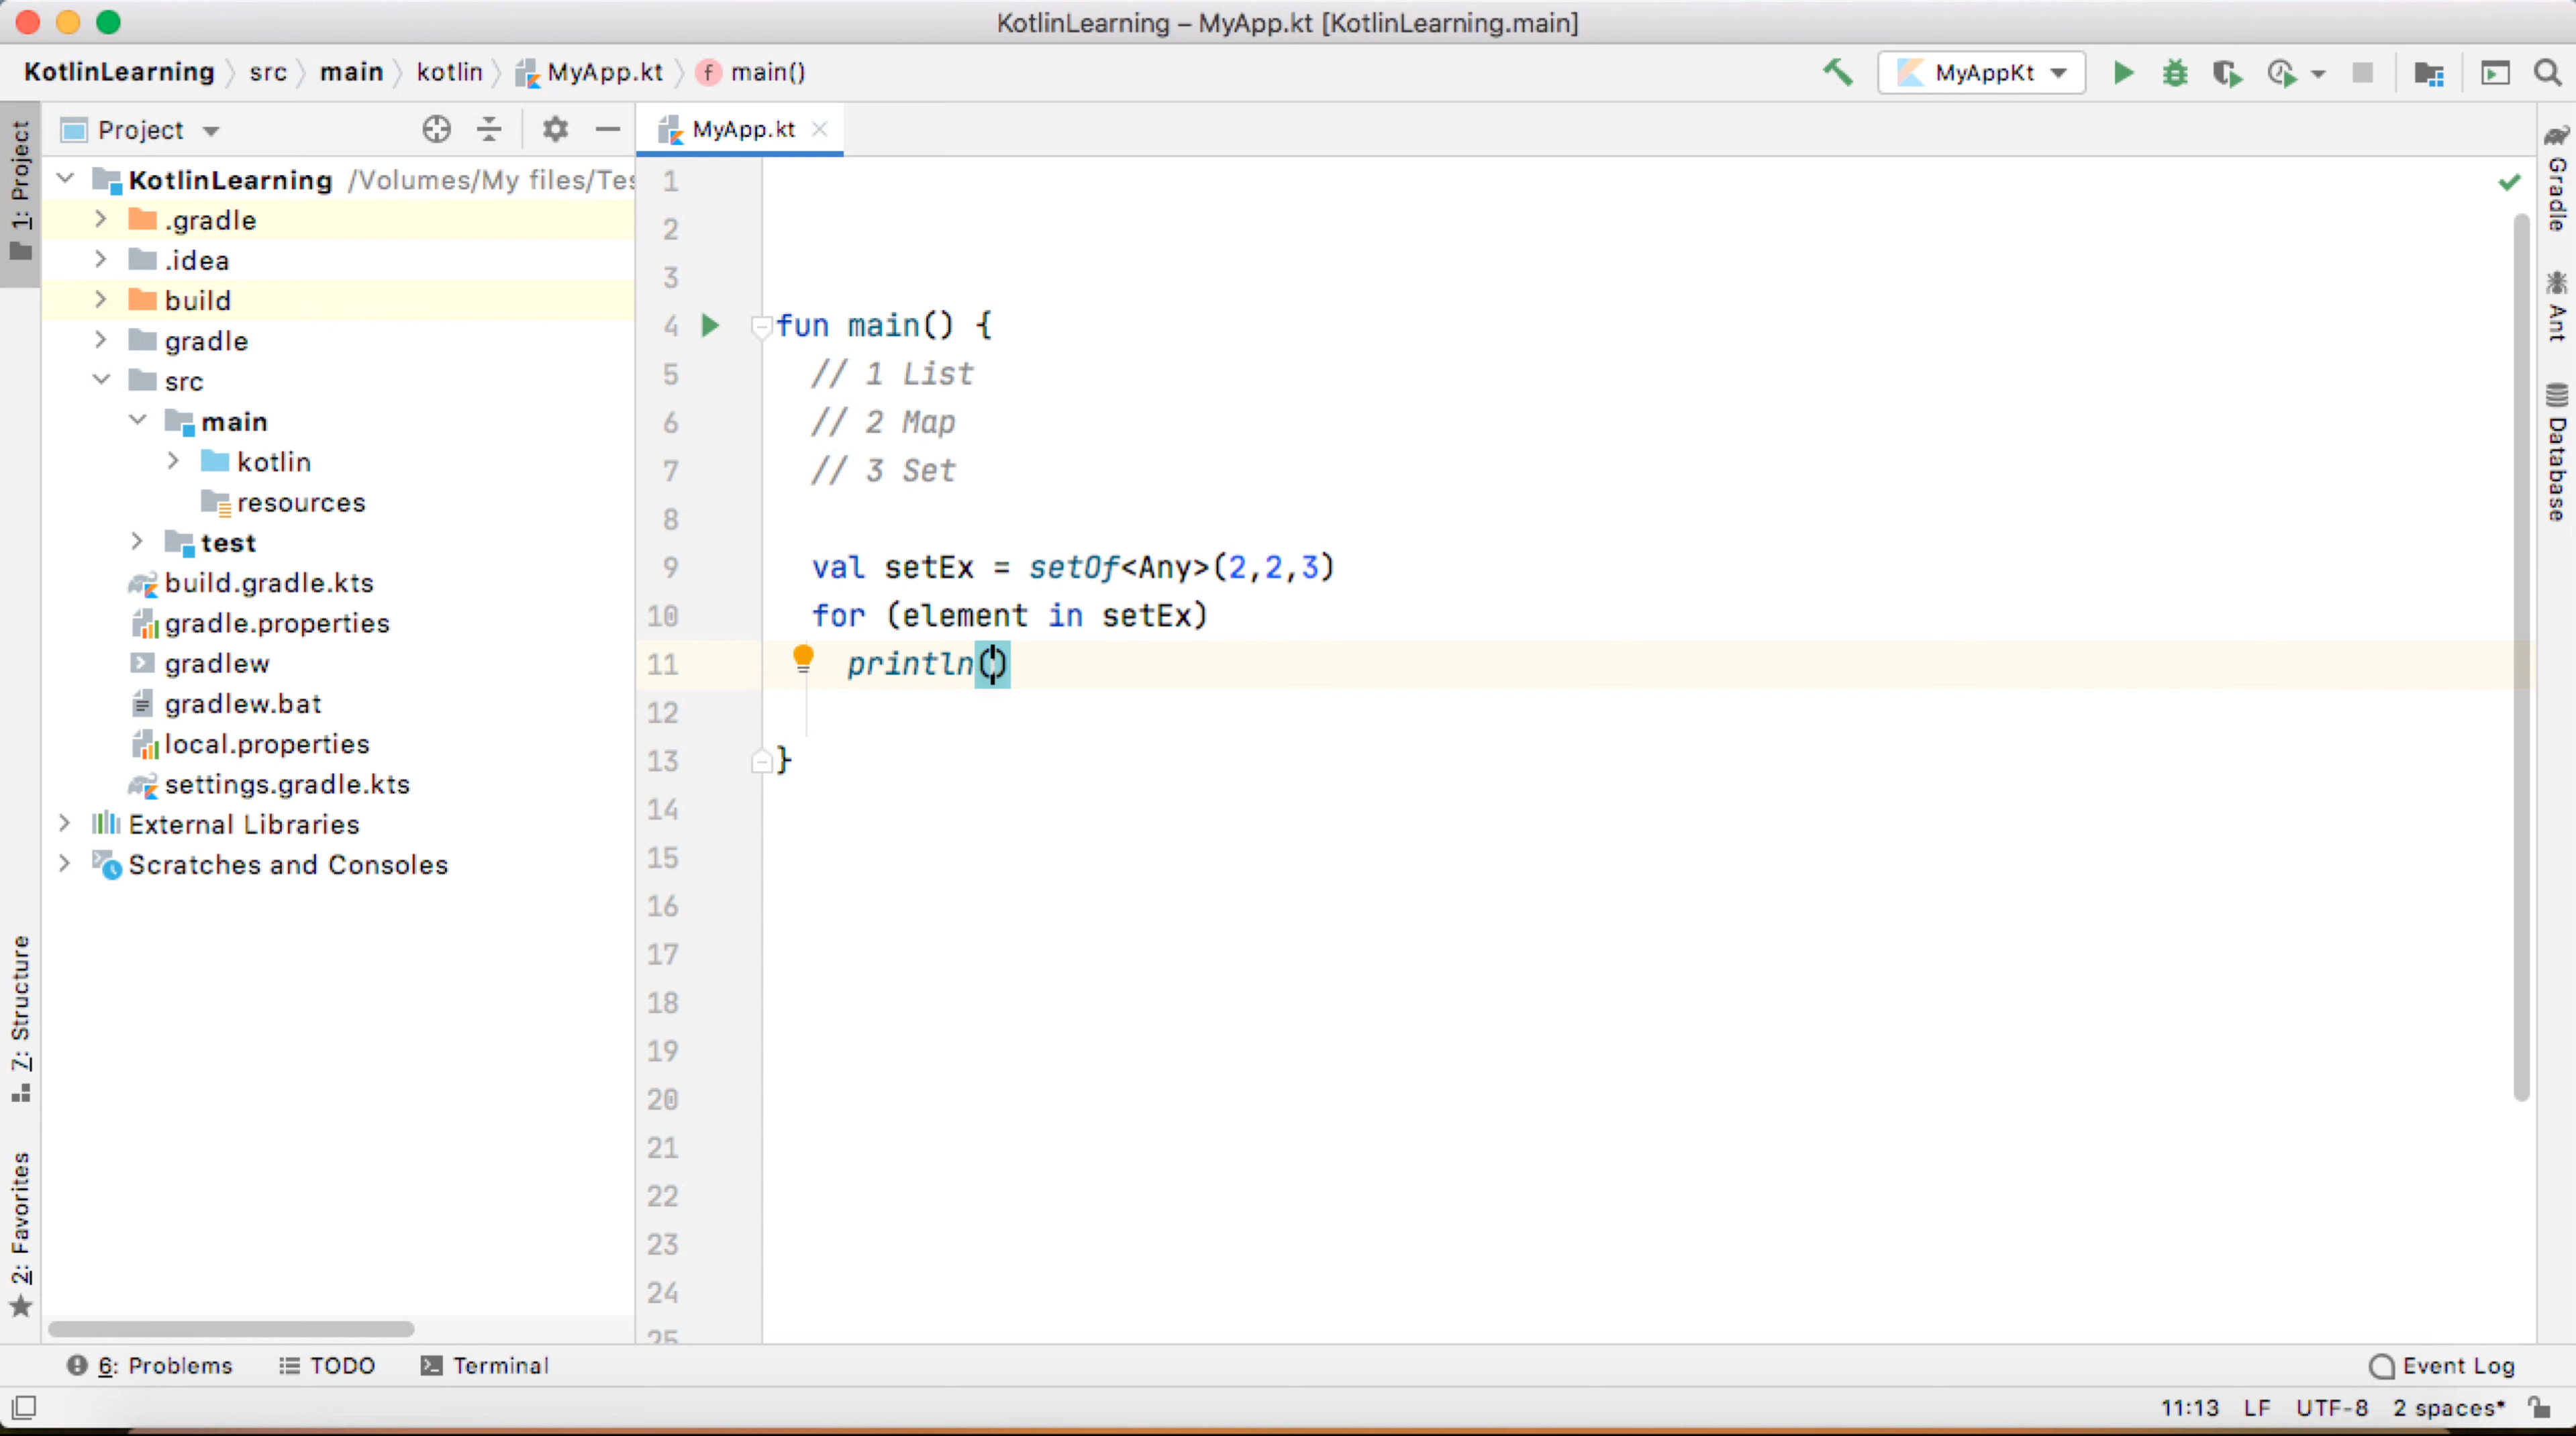 KotlinLearning – MyApp.kt [KotlinLearning.main]
KotlinLearning src main kotlin MyApp.kt f main()
MyAppKt
1: Project
Project
MyApp.kt
KotlinLearning /Volumes/My files/Tes
.gradle
.idea
build
gradle
src
main
kotlin
resources
test
build.gradle.kts
gradle.properties
gradlew
gradlew.bat
local.properties
settings.gradle.kts
External Libraries
Scratches and Consoles
7: Structure
2: Favorites
1
2
3
4 fun main() {
5 // 1 List
6 // 2 Map
7 // 3 Set
8
9 val setEx = setOf<Any>(2,2,3)
10 for (element in setEx)
11 println()
12
13 }
14
15
16
17
18
19
20
21
22
23
24
25
Gradle
Ant
Database
6: Problems TODO Terminal
Event Log
11:13 LF UTF-8 2 spaces*